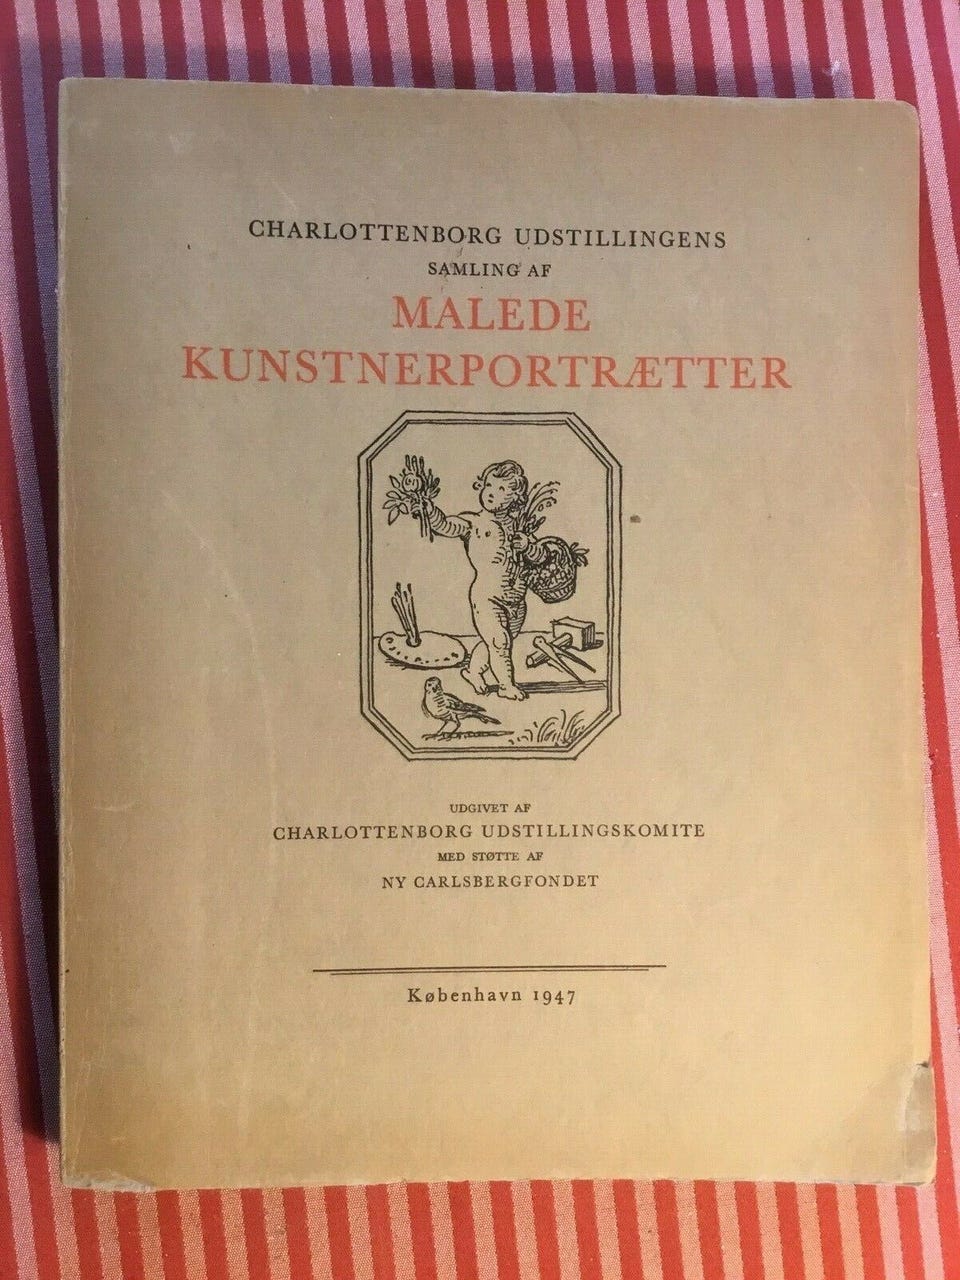 CHARLOTTENBORG UDSTILLINGENS
SAMLING AF
MALEDE
KUNSTNERPORTRÆTTER
UDGIVET AF
CHARLOTTENBORG UDSTILLINGSKOMITE
MED STØTTE AF
NY CARLSBERGFONDET
København 1947